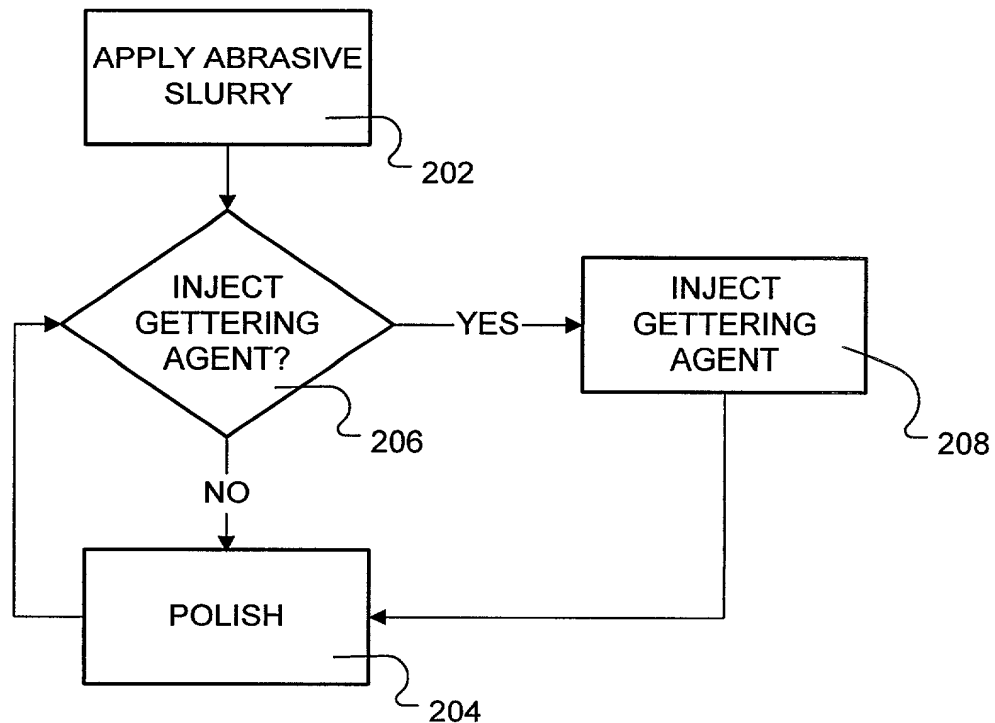 APPLY ABRASIVE
SLURRY
202
INJECT
GETTERING
AGENT?
206
YES
INJECT
GETTERING
AGENT
208
NO
POLISH
204